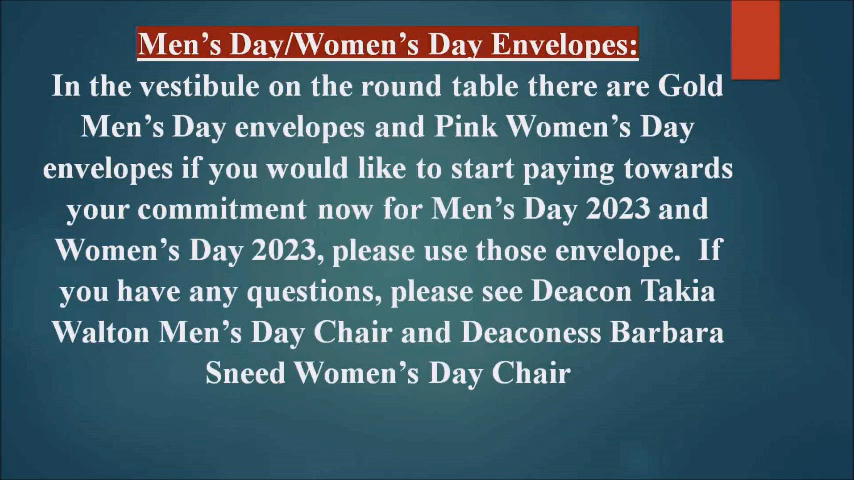 Men’s Day/Women’s Day Envelopes:
In the vestibule on the round table there are Gold
Men’s Day envelopes and Pink Women’s Day
envelopes if you would like to start paying towards
your commitment now for Men’s Day 2023 and
Women’s Day 2023, please use those envelope.  If
you have any questions, please see Deacon Takia
Walton Men’s Day Chair and Deaconess Barbara
Sneed Women’s Day Chair